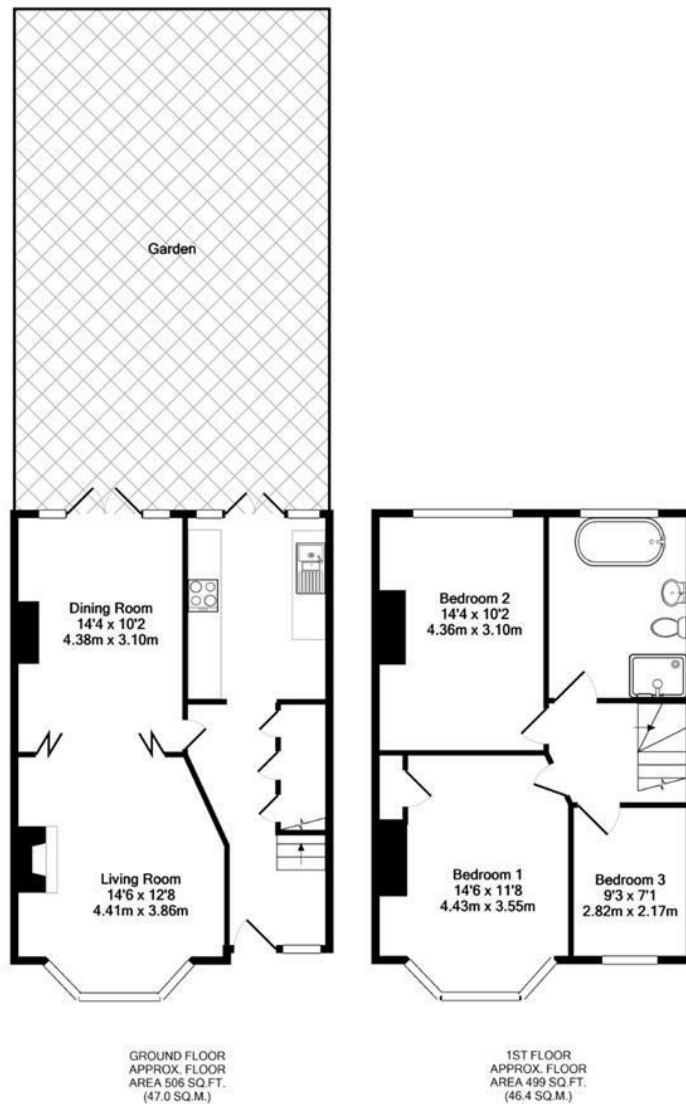 Garden
Dining Room
14'4 x 10'2
4.38m x 3.10m
Living Room
14'6 x 12'8
4.41m x 3.86m
Bedroom 2
14'4 x 10'2
4.36m x 3.10m
Bedroom 1
14'6 x 11'8
4.43m x 3.55m
Bedroom 3
9'3 x 7'1
2.82m x 2.17m
GROUND FLOOR
APPROX. FLOOR
AREA 506 SQ.FT.
(47.0 SQ.M.)
1ST FLOOR
APPROX. FLOOR
AREA 499 SQ.FT.
(46.4 SQ.M.)